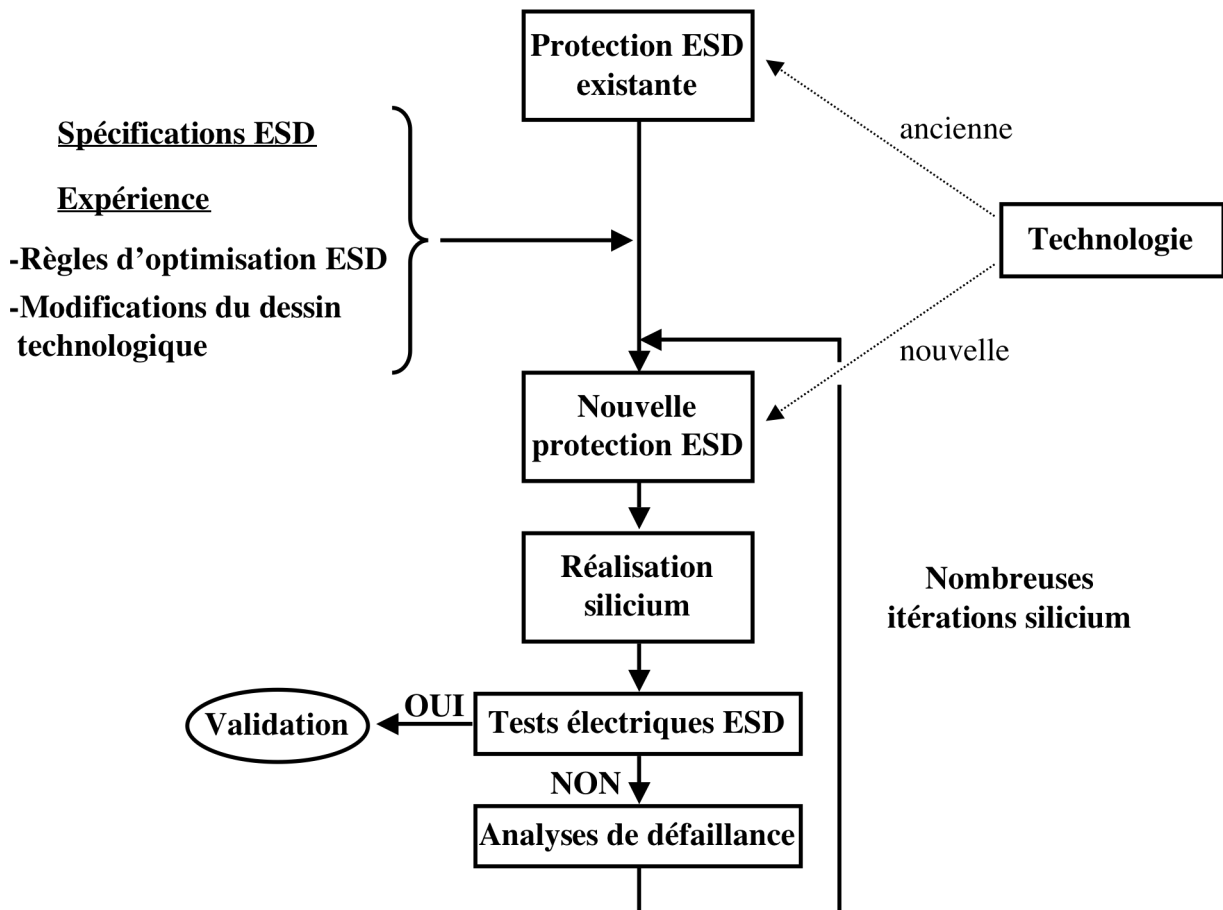 Protection ESD
existante
Spécifications ESD
ancienne
Expérience
Technologie
-Règles d'optimisation ESD
-Modifications du dessin
technologique
nouvelle
Nouvelle
protection ESD
Réalisation
silicium
Nombreuses
itérations silicium
OUI
Validation
Tests électriques ESD
NON
Analyses de défaillance